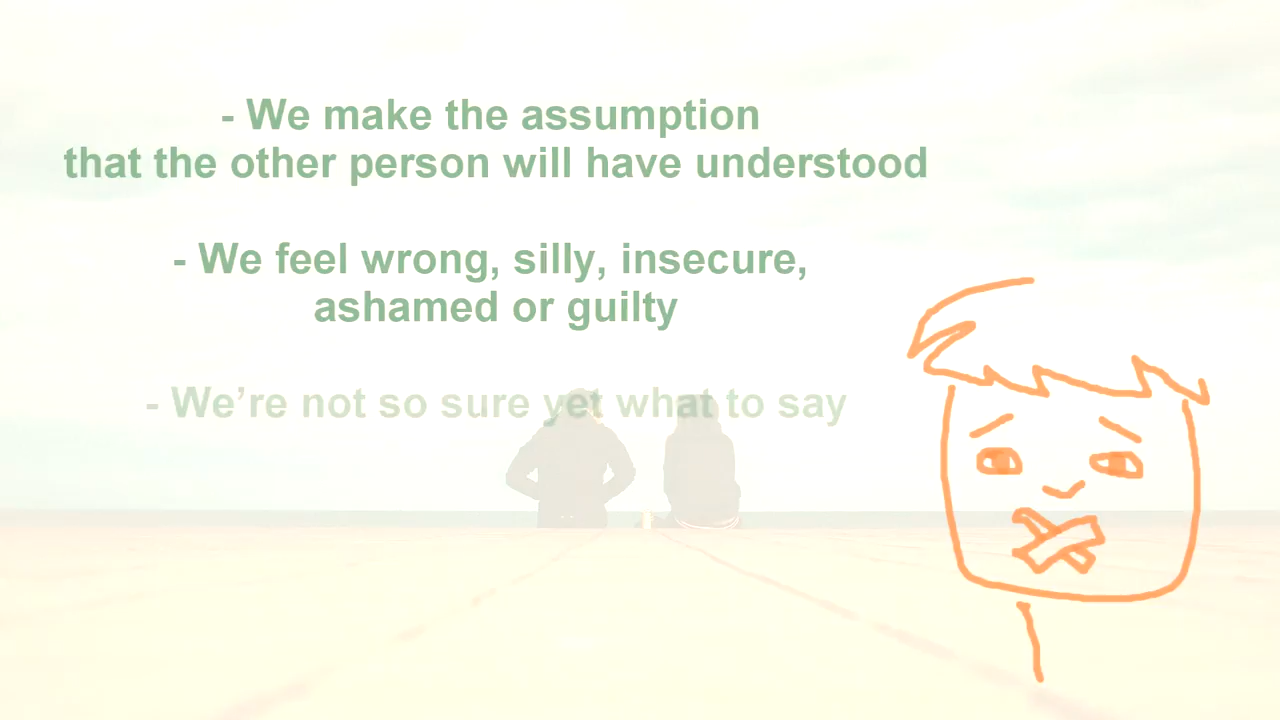 - We make the assumption
that the other person will have understood
- We feel wrong, silly, insecure,
ashamed or guilty
- We’re not so sure yet what to say